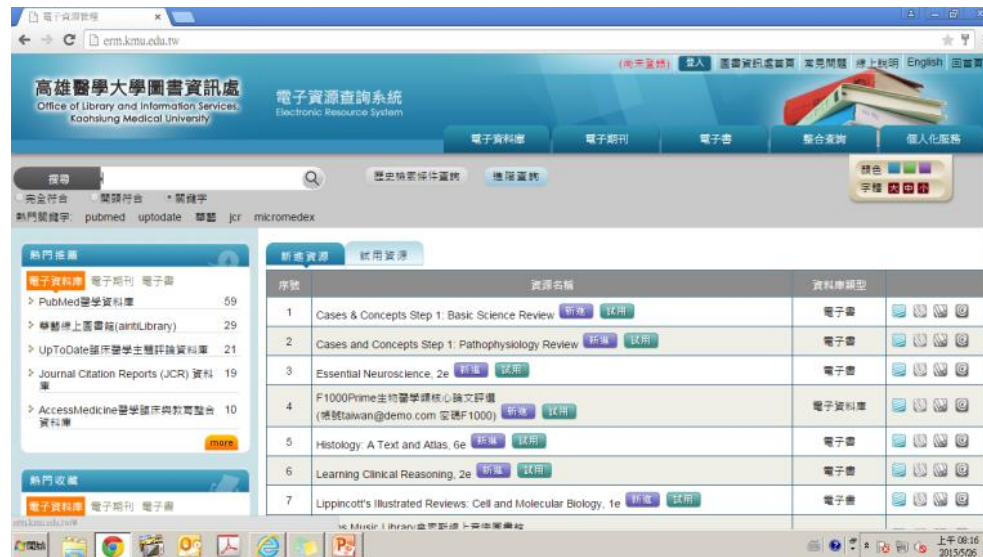 電子資源管理
erm.kmu.edu.tw
(尚未登錄) 登入 圖書資訊處首頁 常見問題 線上說明 English 回首頁
高雄醫學大學圖書資訊處
Office of Library and Information Services,
Kaohsiung Medical University
電子資源查詢系統
Electronic Resource System
電子資料庫 電子期刊 電子書 整合查詢 個人化服務
搜尋 歷史檢索條件查詢 進階查詢
顏色
字體 大 中 小
完全符合 開頭符合 關鍵字
熱門關鍵字: pubmed uptodate 華藝 jcr micromedex
熱門推薦
電子資料庫 電子期刊 電子書
PubMed醫學資料庫 59
華藝線上圖書館(airitiLibrary) 29
UpToDate臨床醫學主題評論資料庫 21
Journal Citation Reports (JCR) 資料庫 19
AccessMedicine醫學臨床與教育整合資料庫 10
more
熱門收藏
電子資料庫 電子期刊 電子書
erm.kmu.edu.tw/#
新進資源 試用資源
序號 資源名稱 資料庫類型
1 Cases & Concepts Step 1: Basic Science Review 新進 試用 電子書
2 Cases and Concepts Step 1: Pathophysiology Review 新進 試用 電子書
3 Essential Neuroscience, 2e 新進 試用 電子書
4 F1000Prime生物醫學類核心論文評選
(帳號taiwan@demo.com 密碼F1000) 新進 試用 電子資料庫
5 Histology: A Text and Atlas, 6e 新進 試用 電子書
6 Learning Clinical Reasoning, 2e 新進 試用 電子書
7 Lippincott's Illustrated Reviews: Cell and Molecular Biology, 1e 新進 試用 電子書
Music Library
開始
上午 08:16
2015/5/26